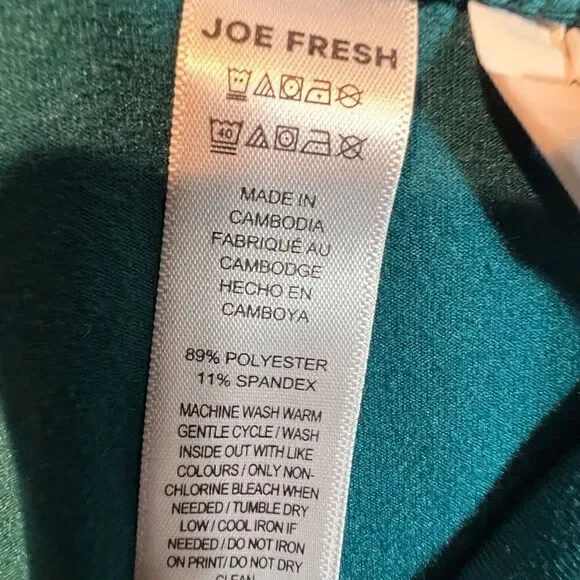 JOE FRESH
40
MADE IN
CAMBODIA
FABRIQUÉ AU
CAMBODGE
HECHO EN
CAMBOYA
89% POLYESTER
11% SPANDEX
MACHINE WASH WARM
GENTLE CYCLE / WASH
INSIDE OUT WITH LIKE
COLOURS / ONLY NON-
CHLORINE BLEACH WHEN
NEEDED / TUMBLE DRY
LOW / COOL IRON IF
NEEDED / DO NOT IRON
ON PRINT/ DO NOT DRY
CLEAN